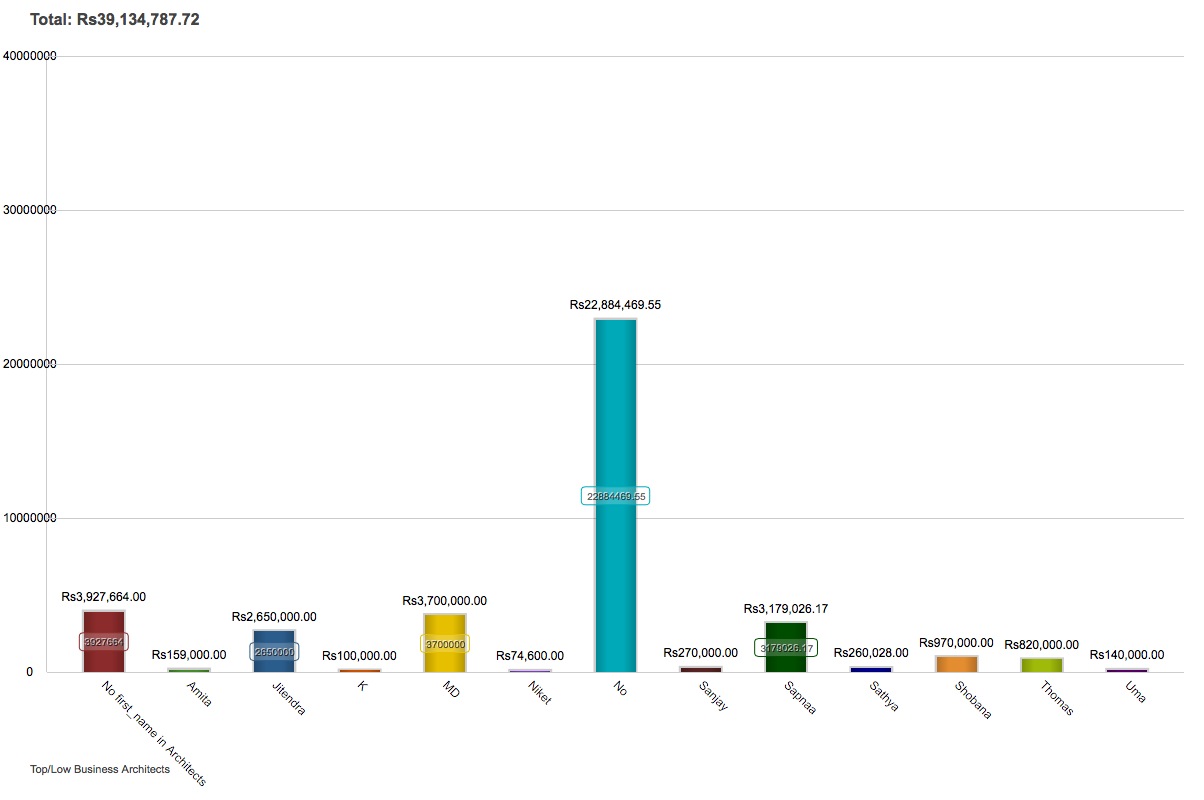 Total: Rs39,134,787.72
40000000
30000000
20000000
10000000
0
Rs3,927,664.00
Rs159,000.00
Rs2,650,000.00
Rs100,000.00
Rs3,700,000.00
Rs74,600.00
Rs22,884,469.55
Rs270,000.00
Rs3,179,026.17
Rs260,028.00
Rs970,000.00
Rs820,000.00
Rs140,000.00
3927664
2650000
3700000
22884469.55
3179026.17
No first_name in Architects
Amita
Jitendra
K
MD
Niket
No
Sanjay
Sapnaa
Sathya
Shobana
Thomas
Uma
Top/Low Business Architects